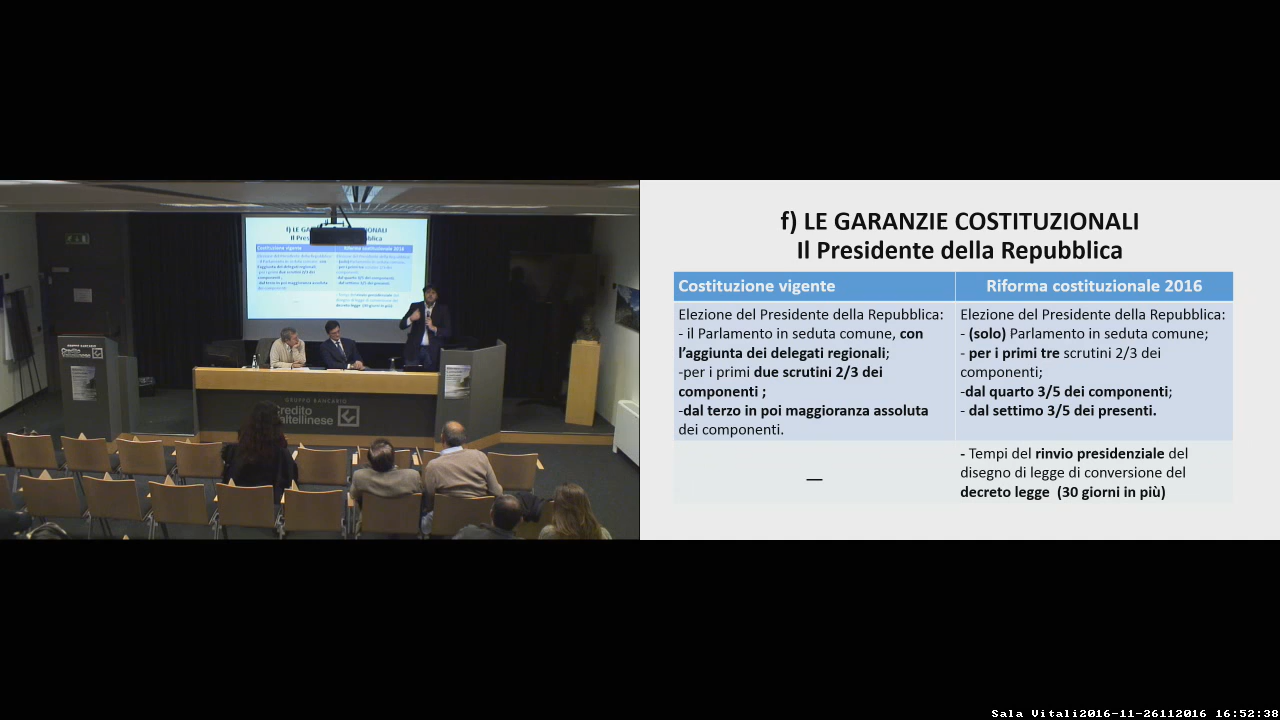 f) LE GARANZIE COSTITUZIONALI
Il Presidente della Repubblica
Costituzione vigente
Riforma costituzionale 2016
Elezione del Presidente della Repubblica:
- il Parlamento in seduta comune, con
l'aggiunta dei delegati regionali;
-per i primi due scrutini 2/3 dei
componenti ;
-dal terzo in poi maggioranza assoluta
dei componenti.
Elezione del Presidente della Repubblica:
- (solo) Parlamento in seduta comune;
- per i primi tre scrutini 2/3 dei
componenti;
-dal quarto 3/5 dei componenti;
- dal settimo 3/5 dei presenti.
—
- Tempi del rinvio presidenziale del
disegno di legge di conversione del
decreto legge (30 giorni in più)
GRUPPO BANCARIO
Credito
Valtellinese
Sala Vitali2016-11-26112016 16:52:38